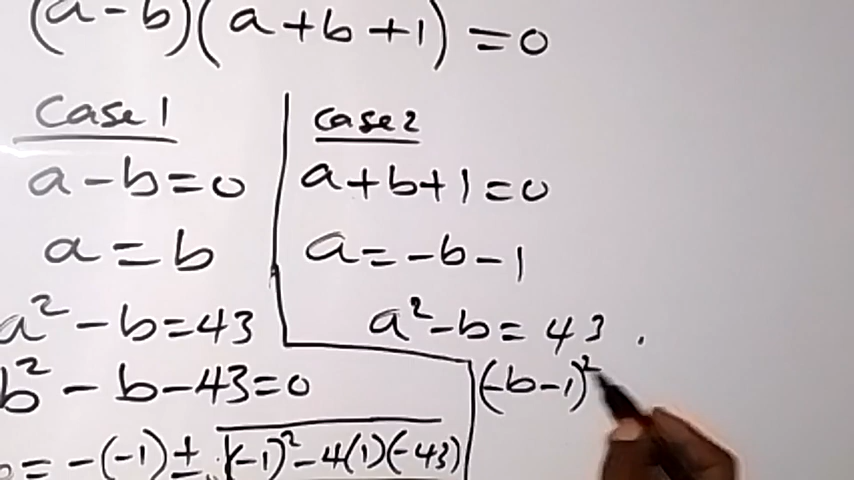 (a-b)(a+b+1)=0
Case 1
a-b=0
a=b
a²-b=43
b²-b-43=0
= -(-1)±√(-1)²-4(1)(-43)
Case 2
a+b+1=0
a=-b-1
a²-b=43.
(-b-1)²